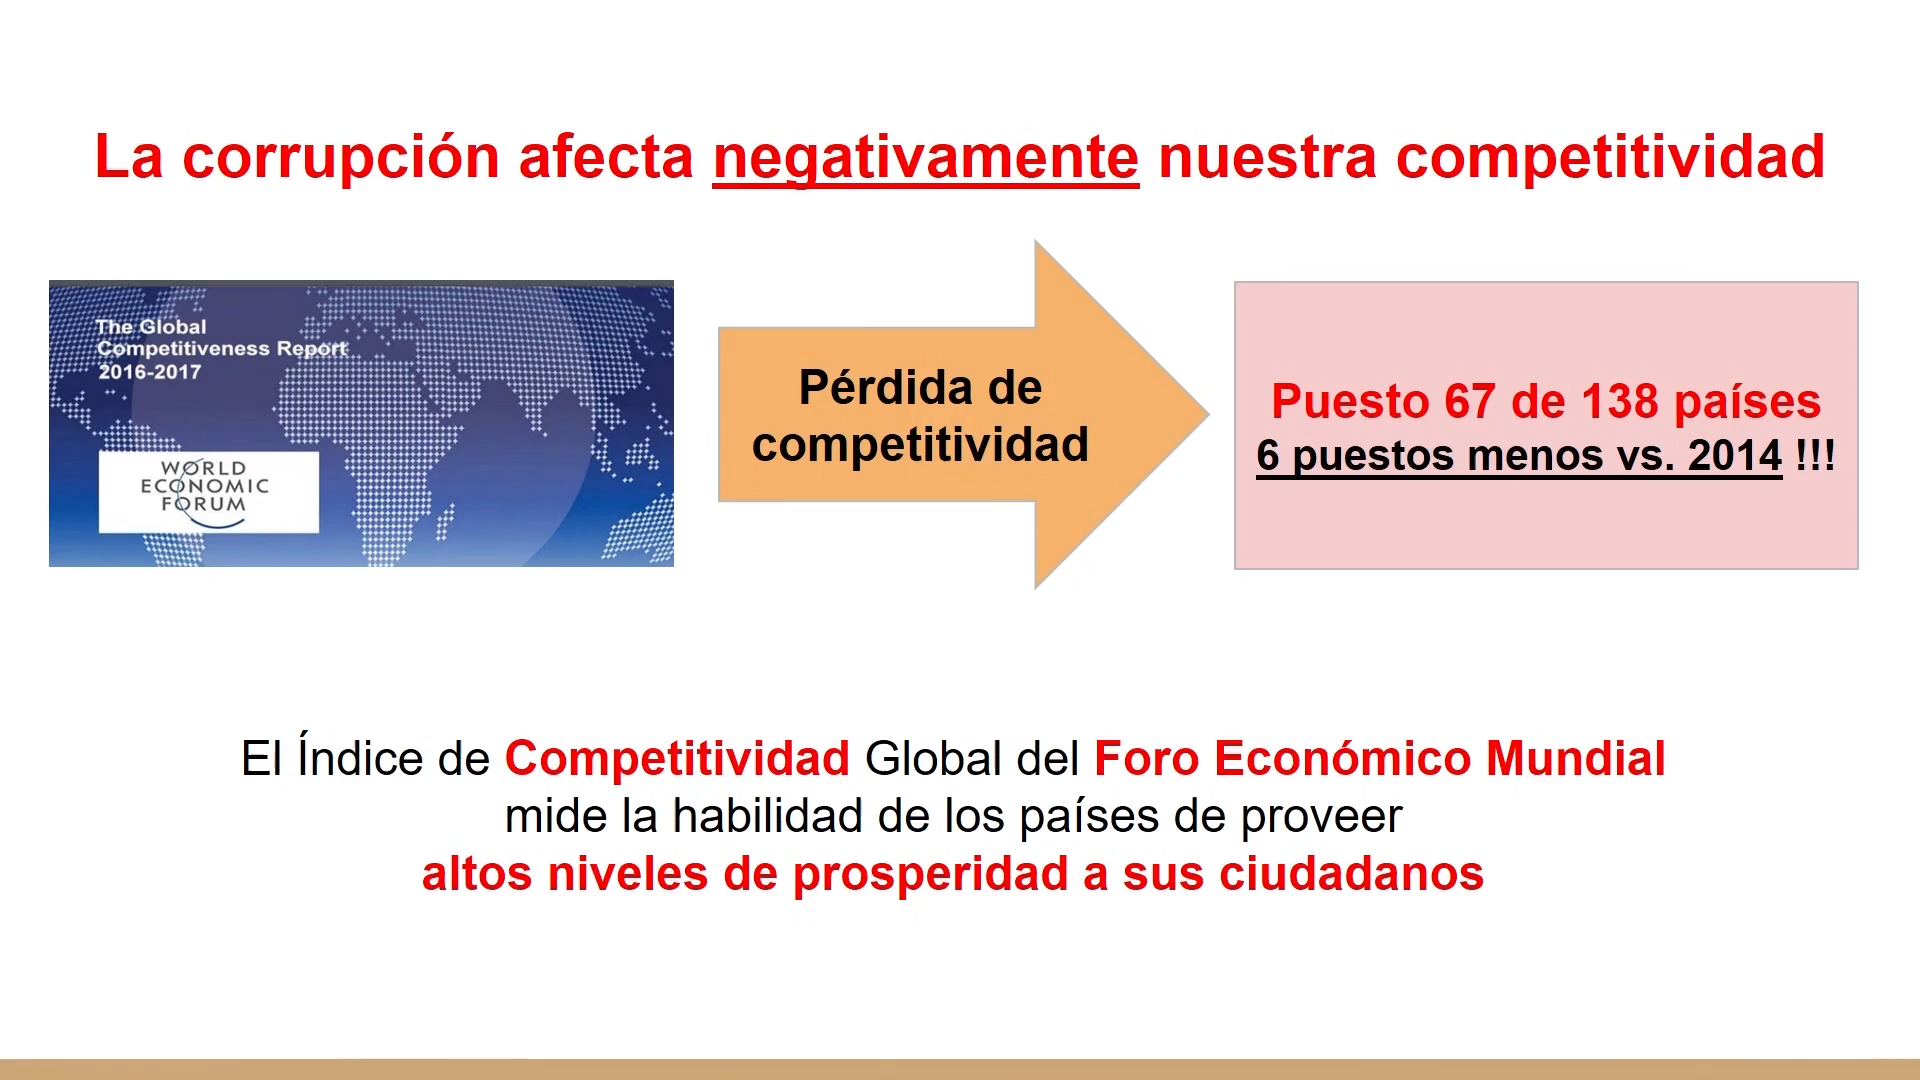 La corrupción afecta negativamente nuestra competitividad
The Global
Competitiveness Report
2016-2017
WORLD
ECONOMIC
FORUM
Pérdida de
competitividad
Puesto 67 de 138 países
6 puestos menos vs. 2014 !!!
El Índice de Competitividad Global del Foro Económico Mundial
mide la habilidad de los países de proveer
altos niveles de prosperidad a sus ciudadanos